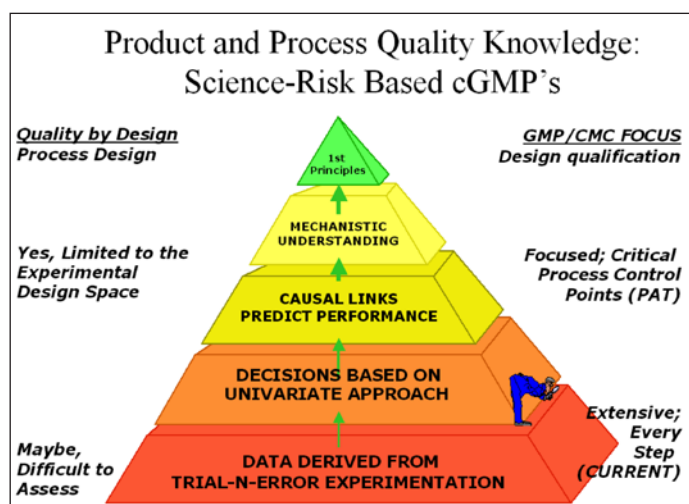 Product and Process Quality Knowledge:
Science-Risk Based cGMP's
Quality by Design
Process Design
GMP/CMC FOCUS
Design qualification
1st
Principles
MECHANISTIC
UNDERSTANDING
Yes, Limited to the
Experimental
Design Space
Focused; Critical
Process Control
Points (PAT)
CAUSAL LINKS
PREDICT PERFORMANCE
DECISIONS BASED ON
UNIVARIATE APPROACH
Maybe,
Difficult to
Assess
Extensive;
Every
Step
(CURRENT)
DATA DERIVED FROM
TRIAL-N-ERROR EXPERIMENTATION